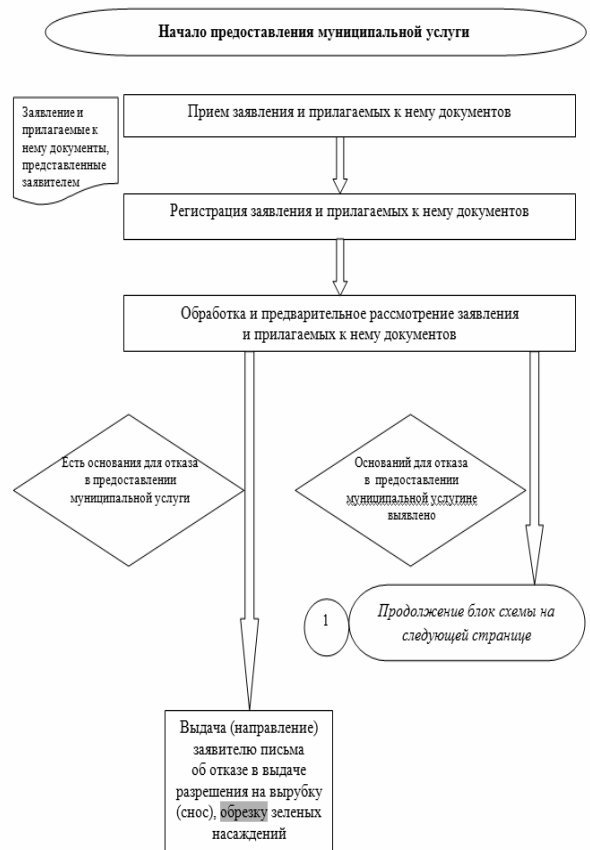 Начало предоставления муниципальной услуги
Заявление и
прилагаемые к
нему документы,
представленные
заявителем
Прием заявления и прилагаемых к нему документов
Регистрация заявления и прилагаемых к нему документов
Обработка и предварительное рассмотрение заявления
и прилагаемых к нему документов
Есть основания для отказа
в предоставлении
муниципальной услуги
Оснований для отказа
в предоставлении
муниципальной услугине
выявлено
1
Продолжение блок схемы на
следующей странице
Выдача (направление)
заявителю письма
об отказе в выдаче
разрешения на вырубку
(снос), обрезку зеленых
насаждений